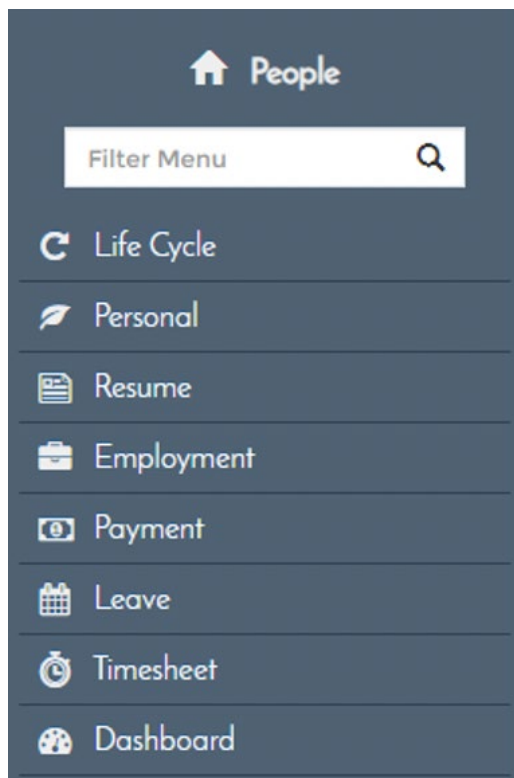 People
Filter Menu
Life Cycle
Personal
Resume
Employment
Payment
Leave
Timesheet
Dashboard